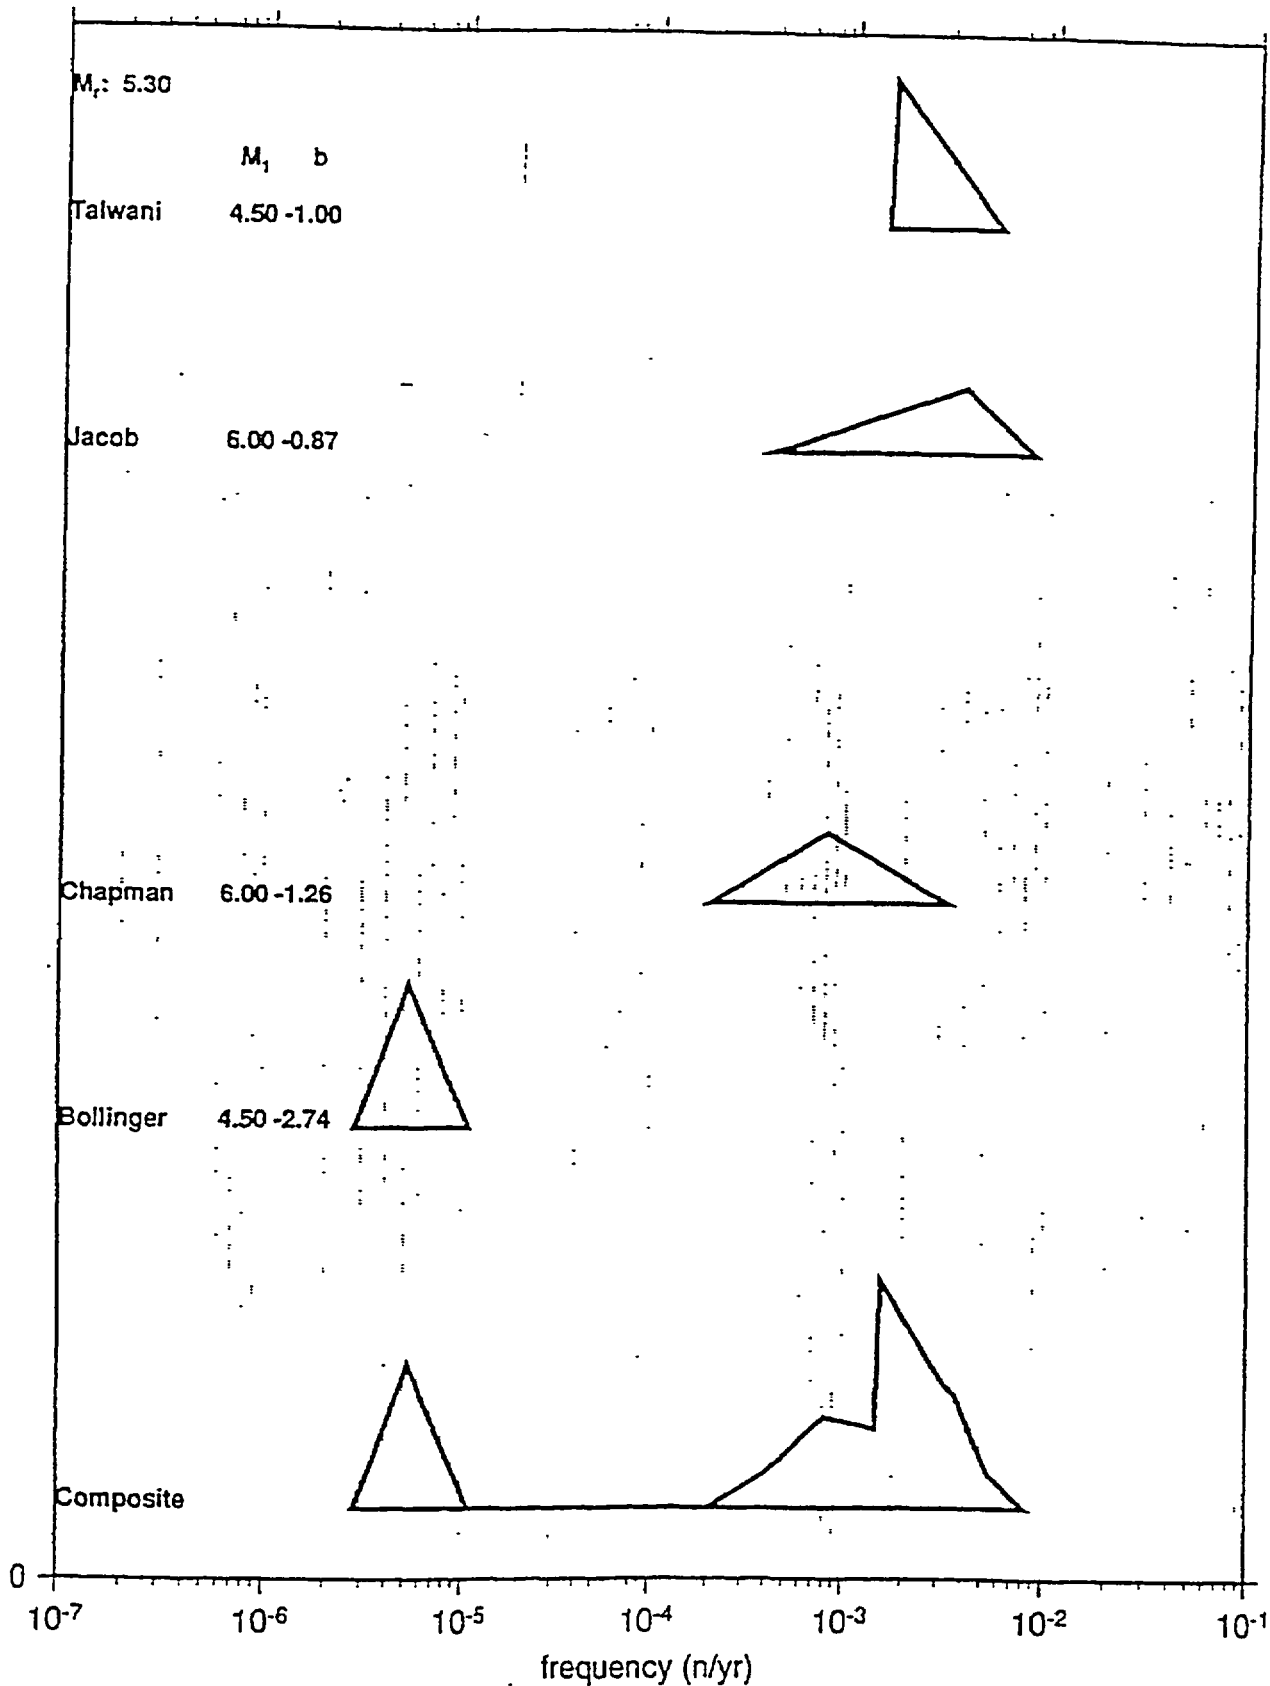 Mᵣ: 5.30
M₁ b
Talwani 4.50 -1.00
Jacob 6.00 -0.87
Chapman 6.00 -1.26
Bollinger 4.50 -2.74
Composite
0
10⁻⁷ 10⁻⁶ 10⁻⁵ 10⁻⁴ 10⁻³ 10⁻² 10⁻¹
frequency (n/yr)